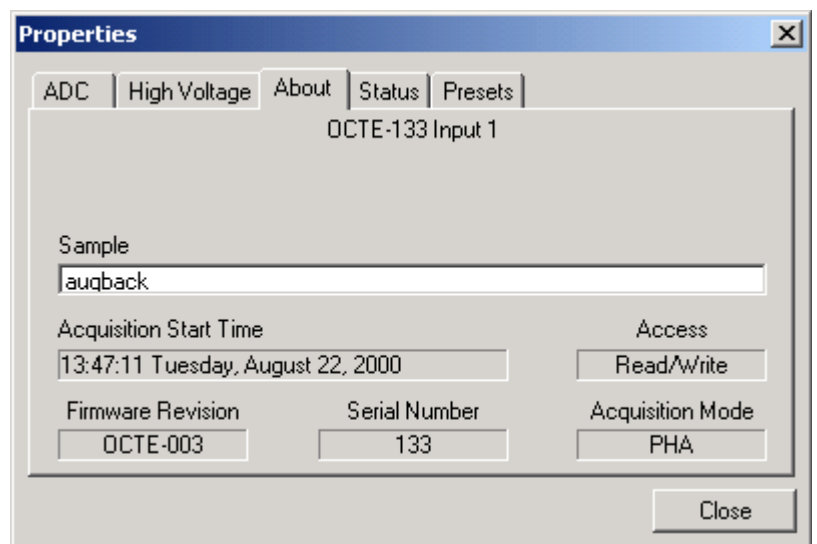 Properties
ADC High Voltage About Status Presets
OCTE-133 Input 1
Sample
augback
Acquisition Start Time Access
13:47:11 Tuesday, August 22, 2000 Read/Write
Firmware Revision Serial Number Acquisition Mode
OCTE-003 133 PHA
Close